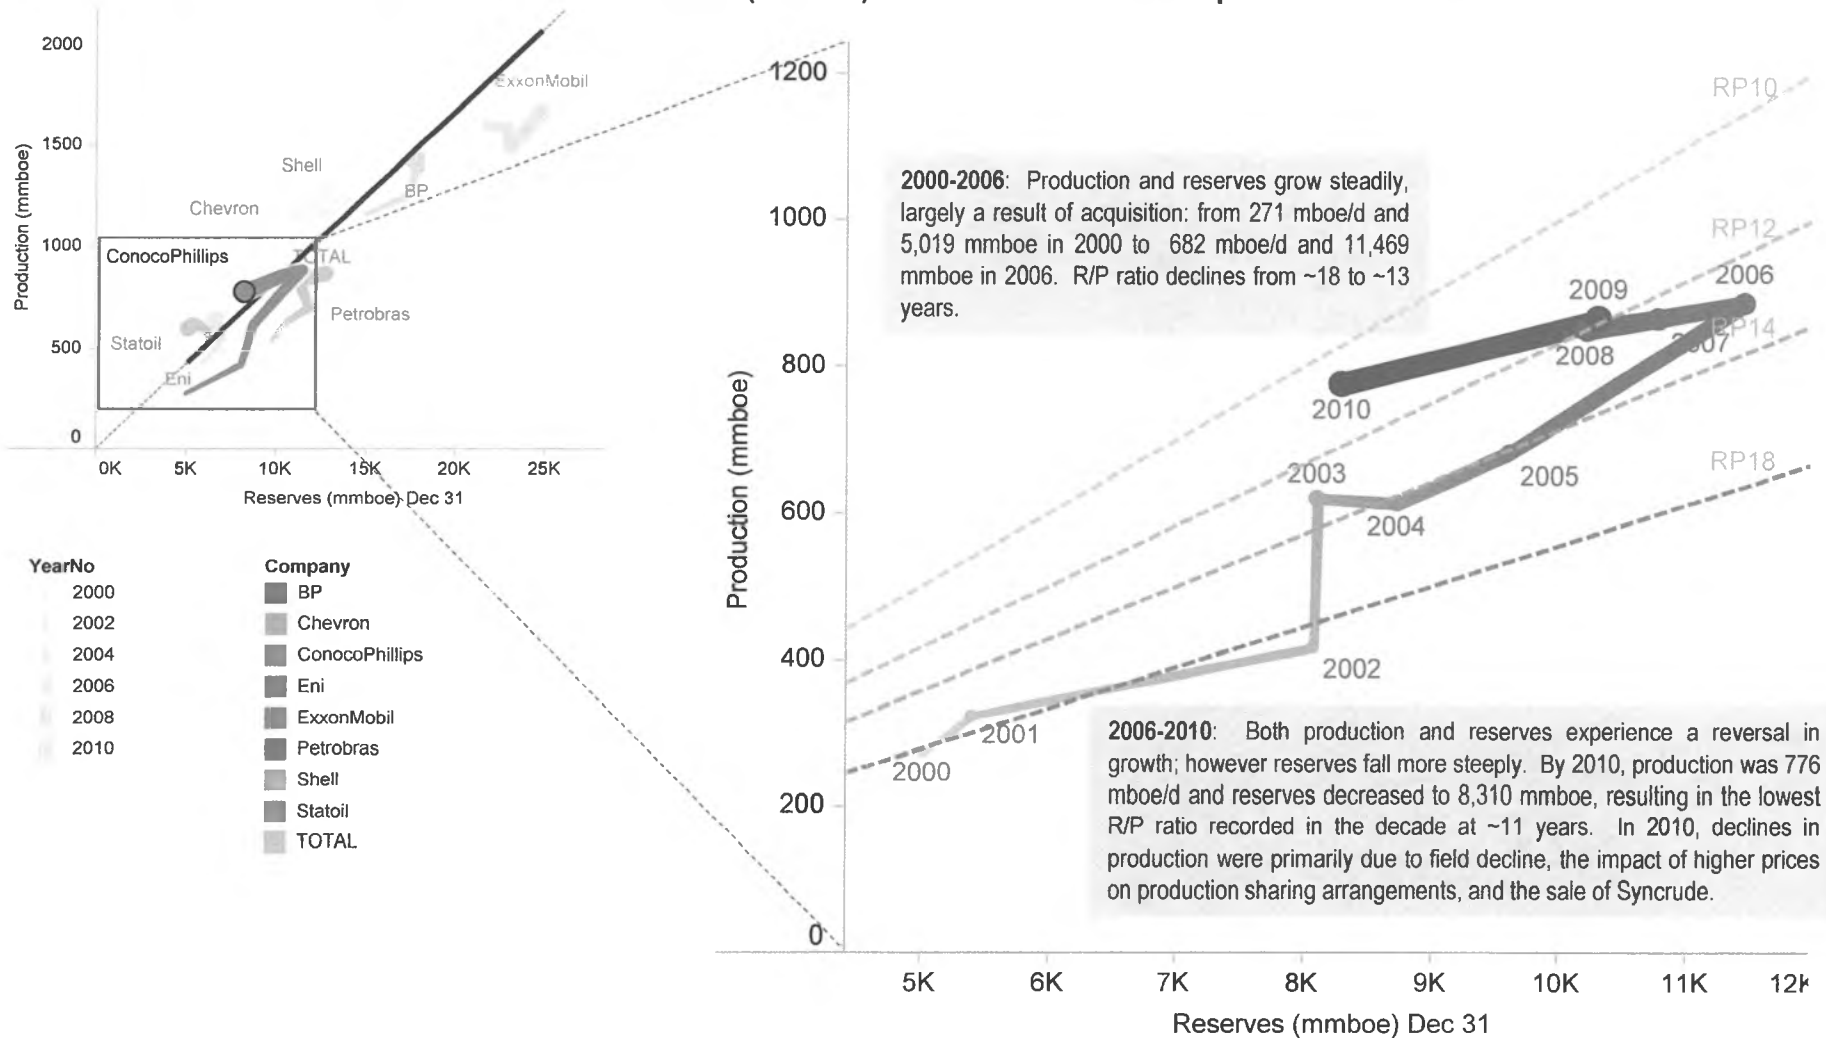 2000
1500
1000
500
0
Production (mmboe)
ExxonMobil
Shell
BP
Chevron
ConocoPhillips
TOTAL
Petrobras
Statoil
Eni
0K 5K 10K 15K 20K 25K
Reserves (mmboe) Dec 31
YearNo
2000
2002
2004
2006
2008
2010
Company
BP
Chevron
ConocoPhillips
Eni
ExxonMobil
Petrobras
Shell
Statoil
TOTAL
1200
1000
800
600
400
200
0
Production (mmboe)
RP10
RP12
RP14
RP18
2000-2006: Production and reserves grow steadily,
largely a result of acquisition: from 271 mboe/d and
5,019 mmboe in 2000 to 682 mboe/d and 11,469
mmboe in 2006. R/P ratio declines from ~18 to ~13
years.
2006
2009
2007
2008
2010
2003
2005
2004
2002
2001
2000
2006-2010: Both production and reserves experience a reversal in
growth; however reserves fall more steeply. By 2010, production was 776
mboe/d and reserves decreased to 8,310 mmboe, resulting in the lowest
R/P ratio recorded in the decade at ~11 years. In 2010, declines in
production were primarily due to field decline, the impact of higher prices
on production sharing arrangements, and the sale of Syncrude.
5K 6K 7K 8K 9K 10K 11K 12K
Reserves (mmboe) Dec 31